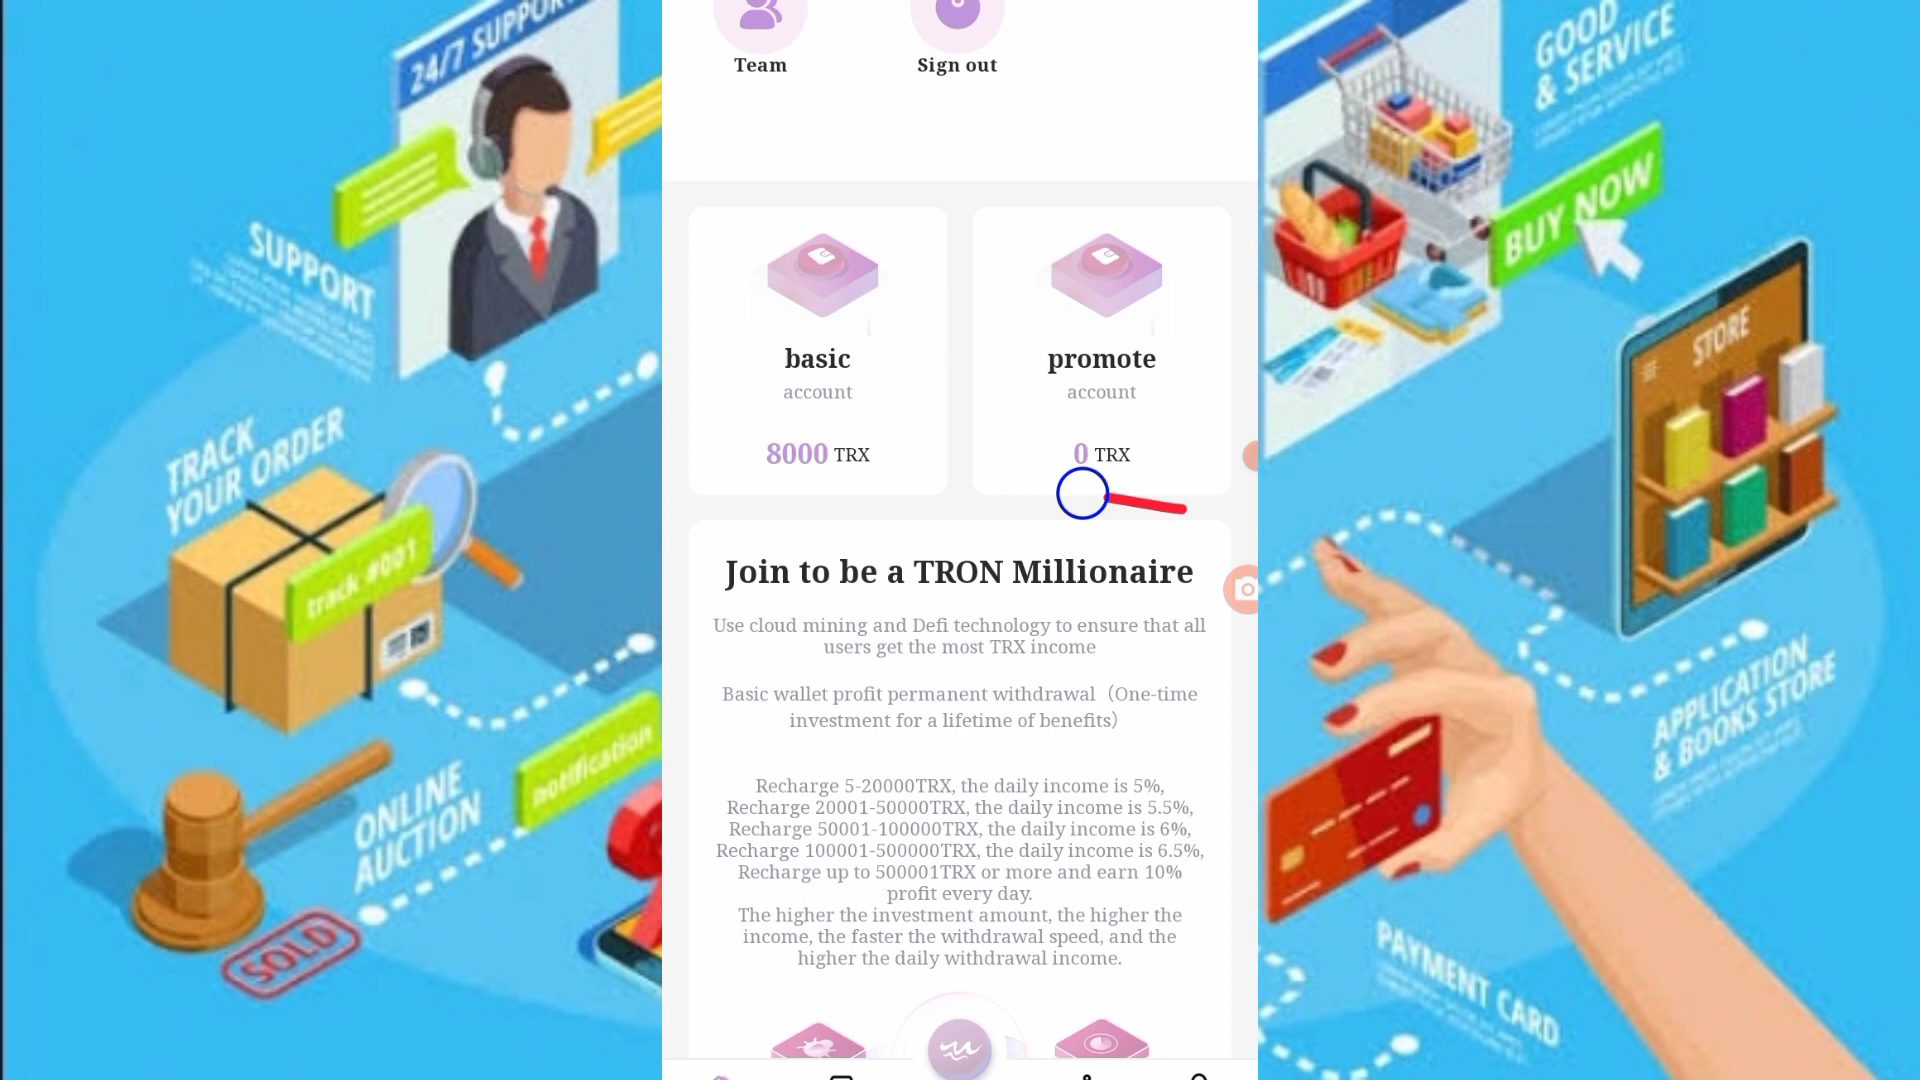 24/7 SUPPORT
SUPPORT
TRACK
YOUR ORDER
track #001
notification
ONLINE
AUCTION
SOLD
Team
Sign out
basic
account
8000 TRX
promote
account
0 TRX
Join to be a TRON Millionaire
Use cloud mining and Defi technology to ensure that all
users get the most TRX income
Basic wallet profit permanent withdrawal（One-time
investment for a lifetime of benefits）
Recharge 5-20000TRX, the daily income is 5%,
Recharge 20001-50000TRX, the daily income is 5.5%,
Recharge 50001-100000TRX, the daily income is 6%,
Recharge 100001-500000TRX, the daily income is 6.5%,
Recharge up to 500001TRX or more and earn 10%
profit every day.
The higher the investment amount, the higher the
income, the faster the withdrawal speed, and the
higher the daily withdrawal income.
GOOD
& SERVICE
BUY NOW
STORE
APPLICATION
& BOOKS STORE
PAYMENT CARD